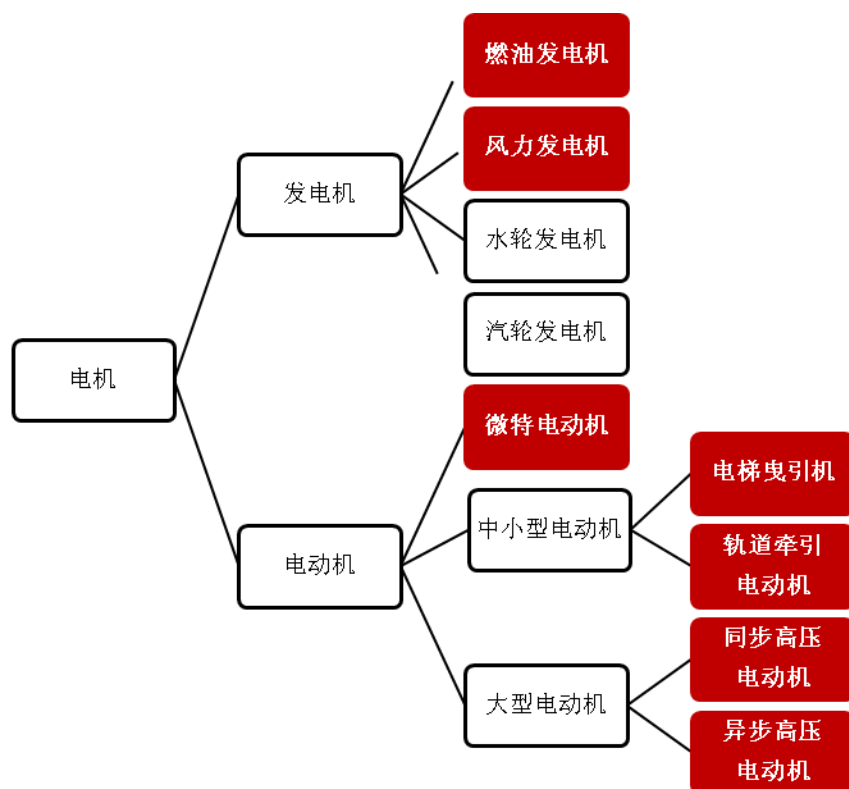 燃油发电机
风力发电机
发电机
水轮发电机
汽轮发电机
电机
微特电动机
电梯曳引机
中小型电动机
轨道牵引
电动机
电动机
同步高压
电动机
大型电动机
异步高压
电动机